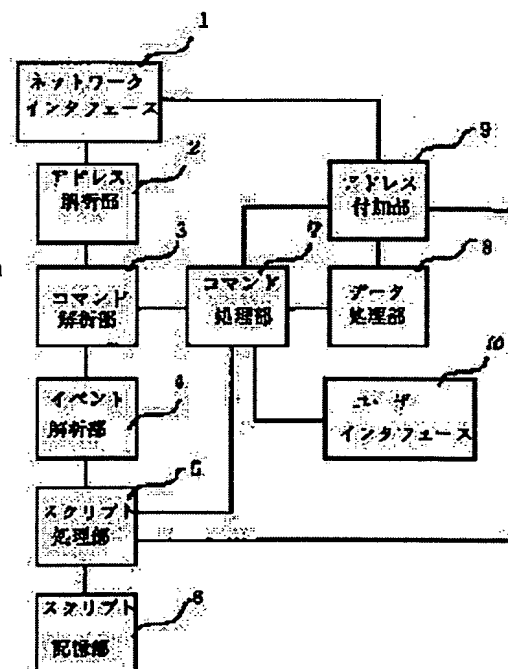 1
ネットワーク
インタフェース
2
アドレス
解析部
3
コマンド
解析部
イベント
解析部
スクリプト
処理部
スクリプト
記憶部
7
コマンド
処理部
9
アドレス
付加部
8
データ
処理部
10
ユーザ
インタフェース